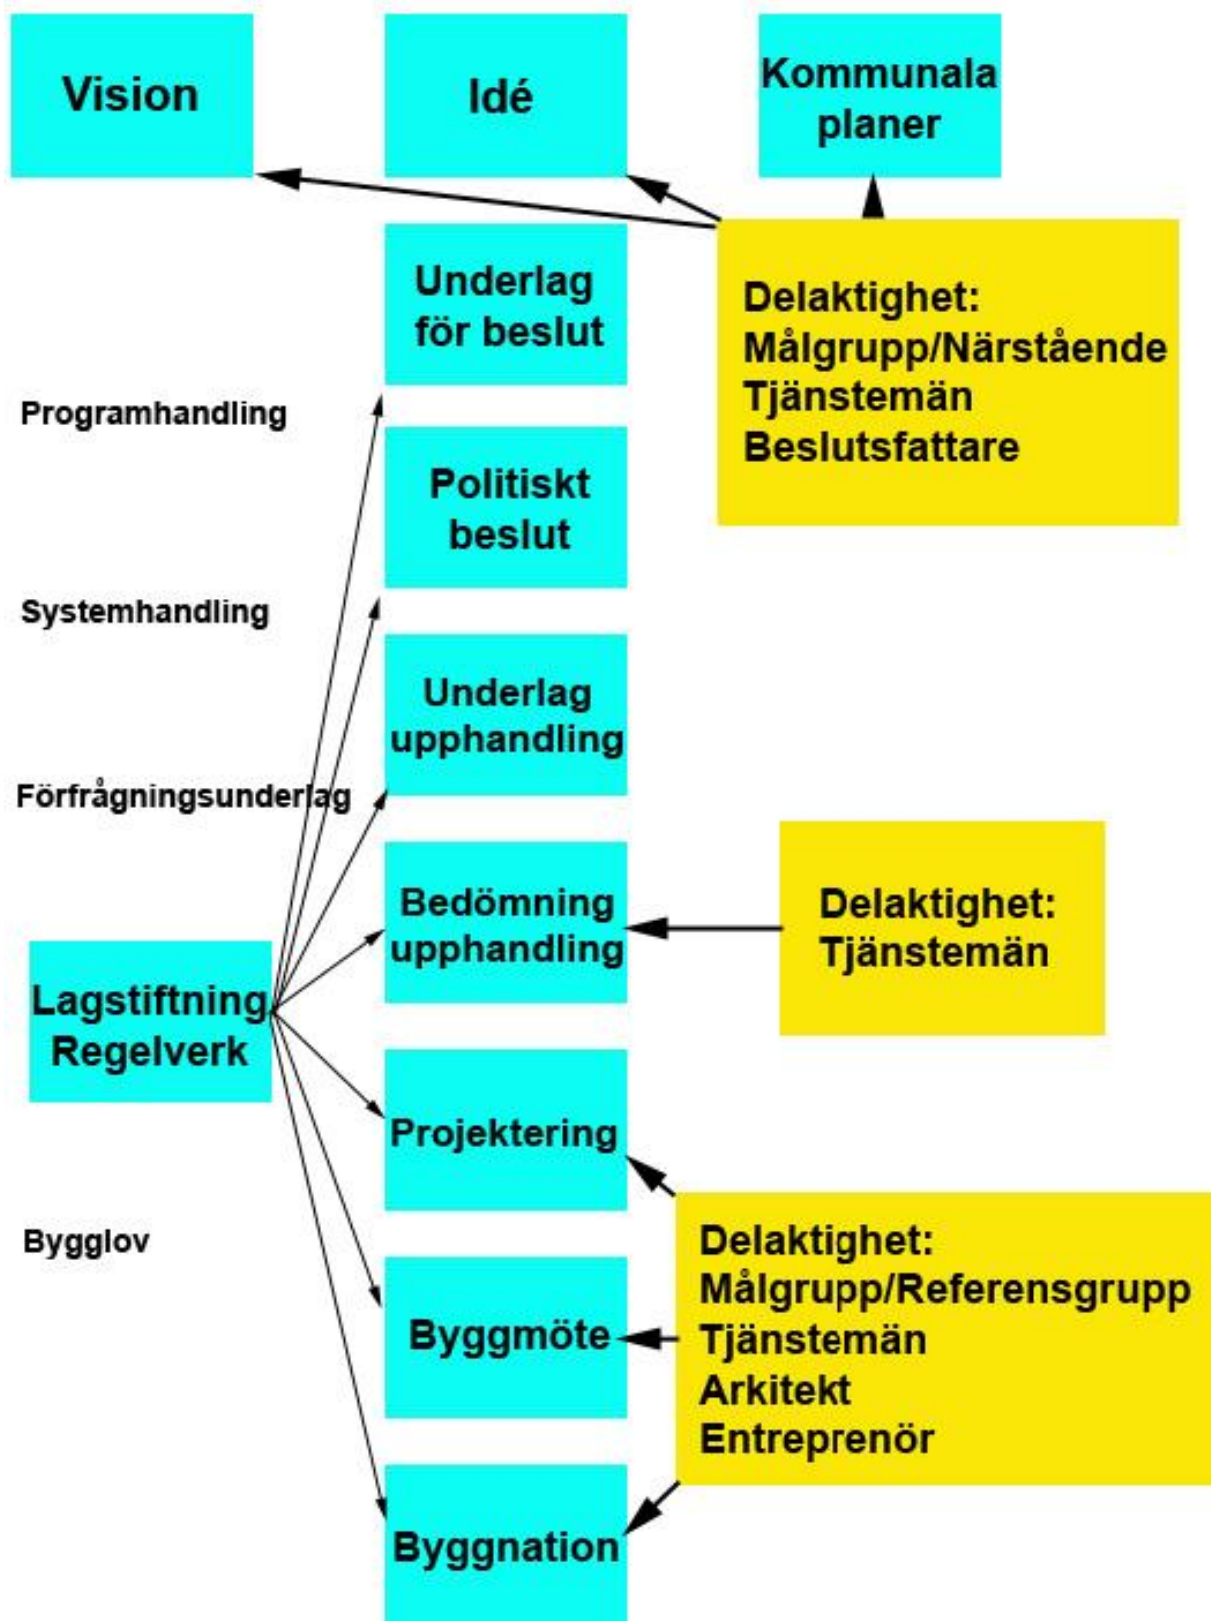 Vision
Idé
Kommunala
planer
Underlag
för beslut
Delaktighet:
Målgrupp/Närstående
Tjänstemän
Beslutsfattare
Programhandling
Politiskt
beslut
Systemhandling
Underlag
upphandling
Förfrågningsunderlag
Bedömning
upphandling
Delaktighet:
Tjänstemän
Lagstiftning
Regelverk
Projektering
Bygglov
Delaktighet:
Målgrupp/Referensgrupp
Tjänstemän
Arkitekt
Entreprenör
Byggmöte
Byggnation